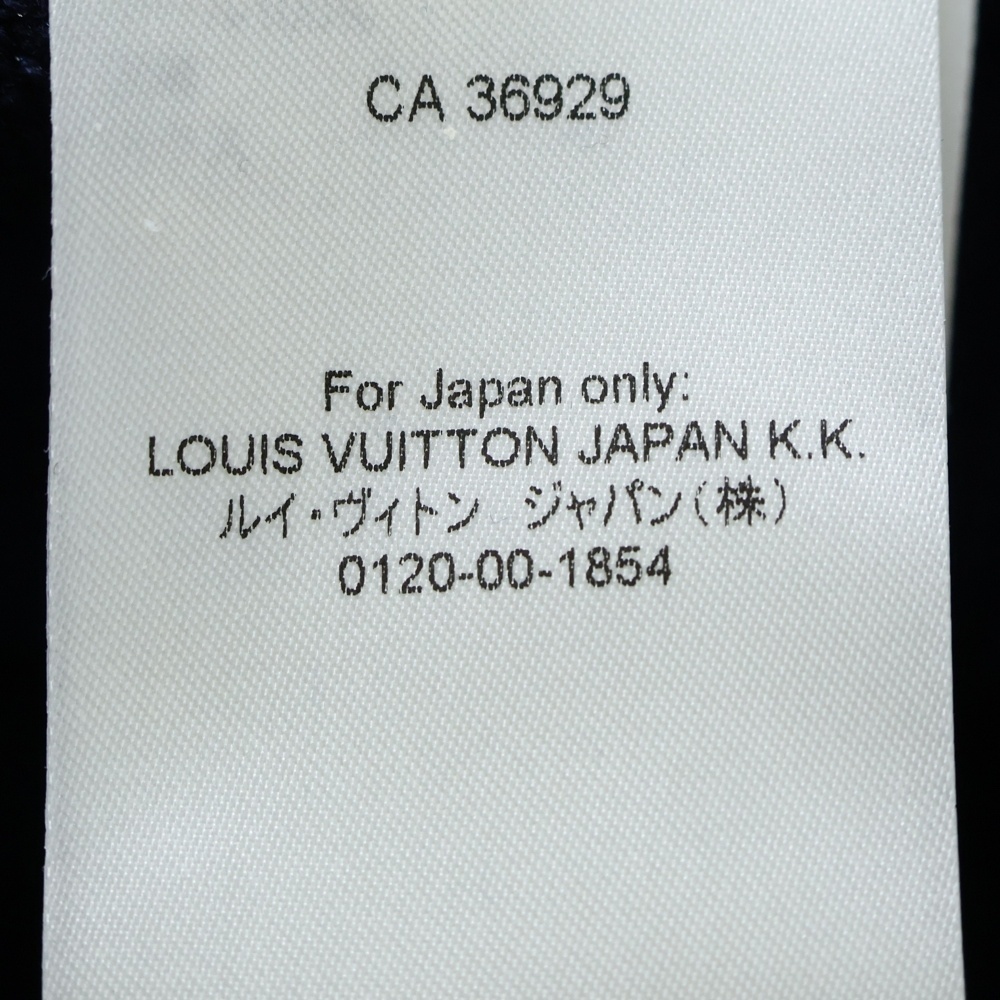 CA 36929
For Japan only:
LOUIS VUITTON JAPAN K.K.
ルイ・ヴィトン　ジャパン(株)
0120-00-1854